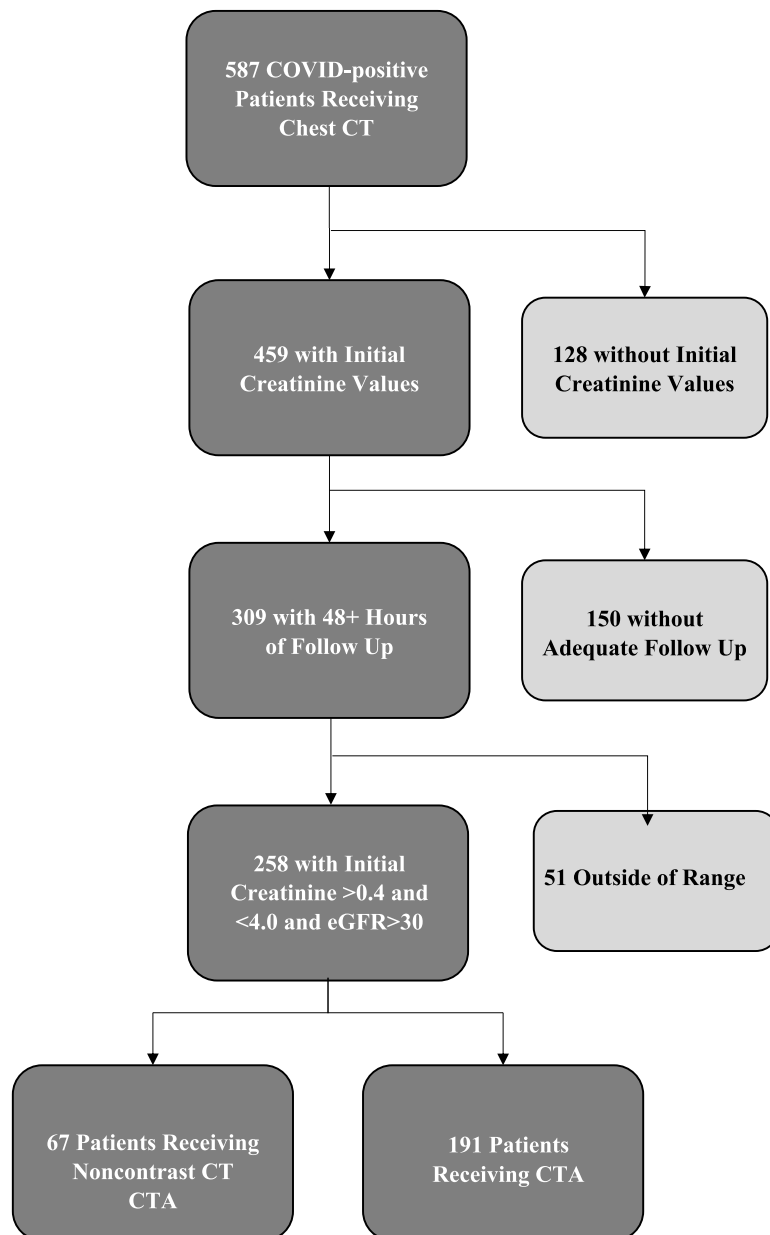 587 COVID-positive
Patients Receiving
Chest CT
459 with Initial
Creatinine Values
128 without Initial
Creatinine Values
309 with 48+ Hours
of Follow Up
150 without
Adequate Follow Up
258 with Initial
Creatinine >0.4 and
<4.0 and eGFR>30
51 Outside of Range
67 Patients Receiving
Noncontrast CT
CTA
191 Patients
Receiving CTA